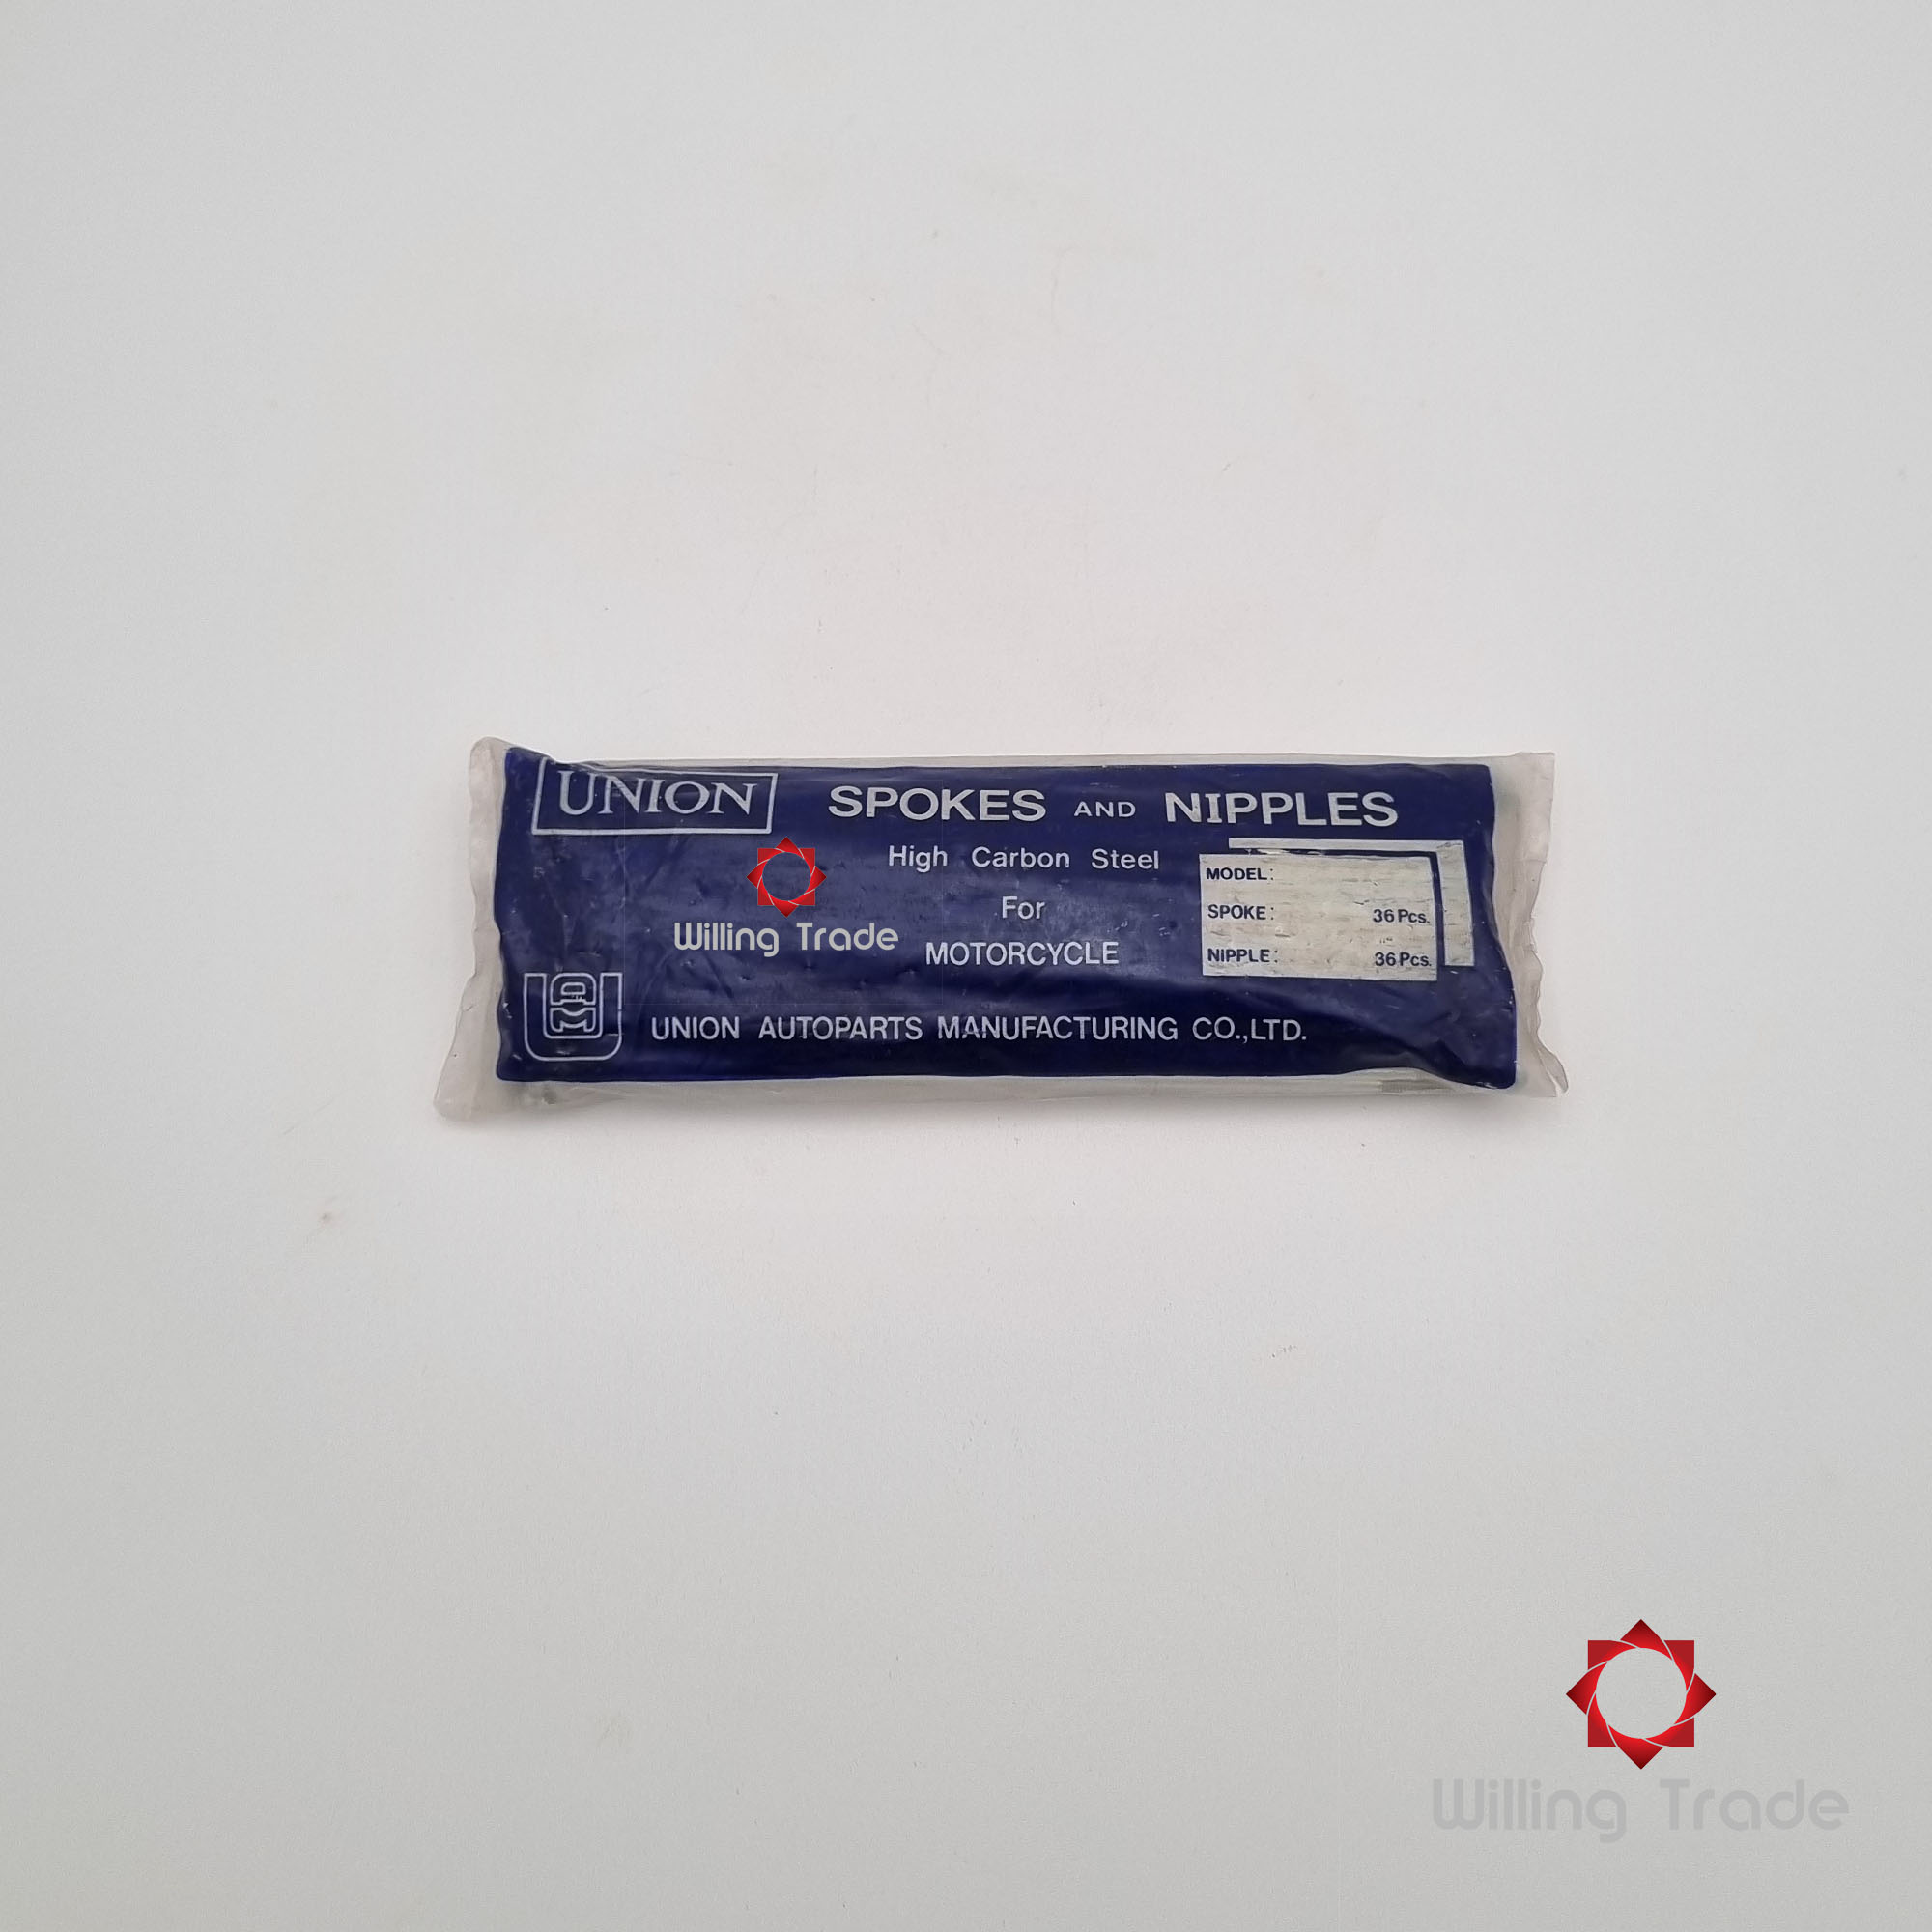 UNION
SPOKES AND NIPPLES
High Carbon Steel
For
MOTORCYCLE
Willing Trade
MODEL:
SPOKE: 36 Pcs.
NIPPLE: 36 Pcs.
UAM
UNION AUTOPARTS MANUFACTURING CO.,LTD.
Willing Trade